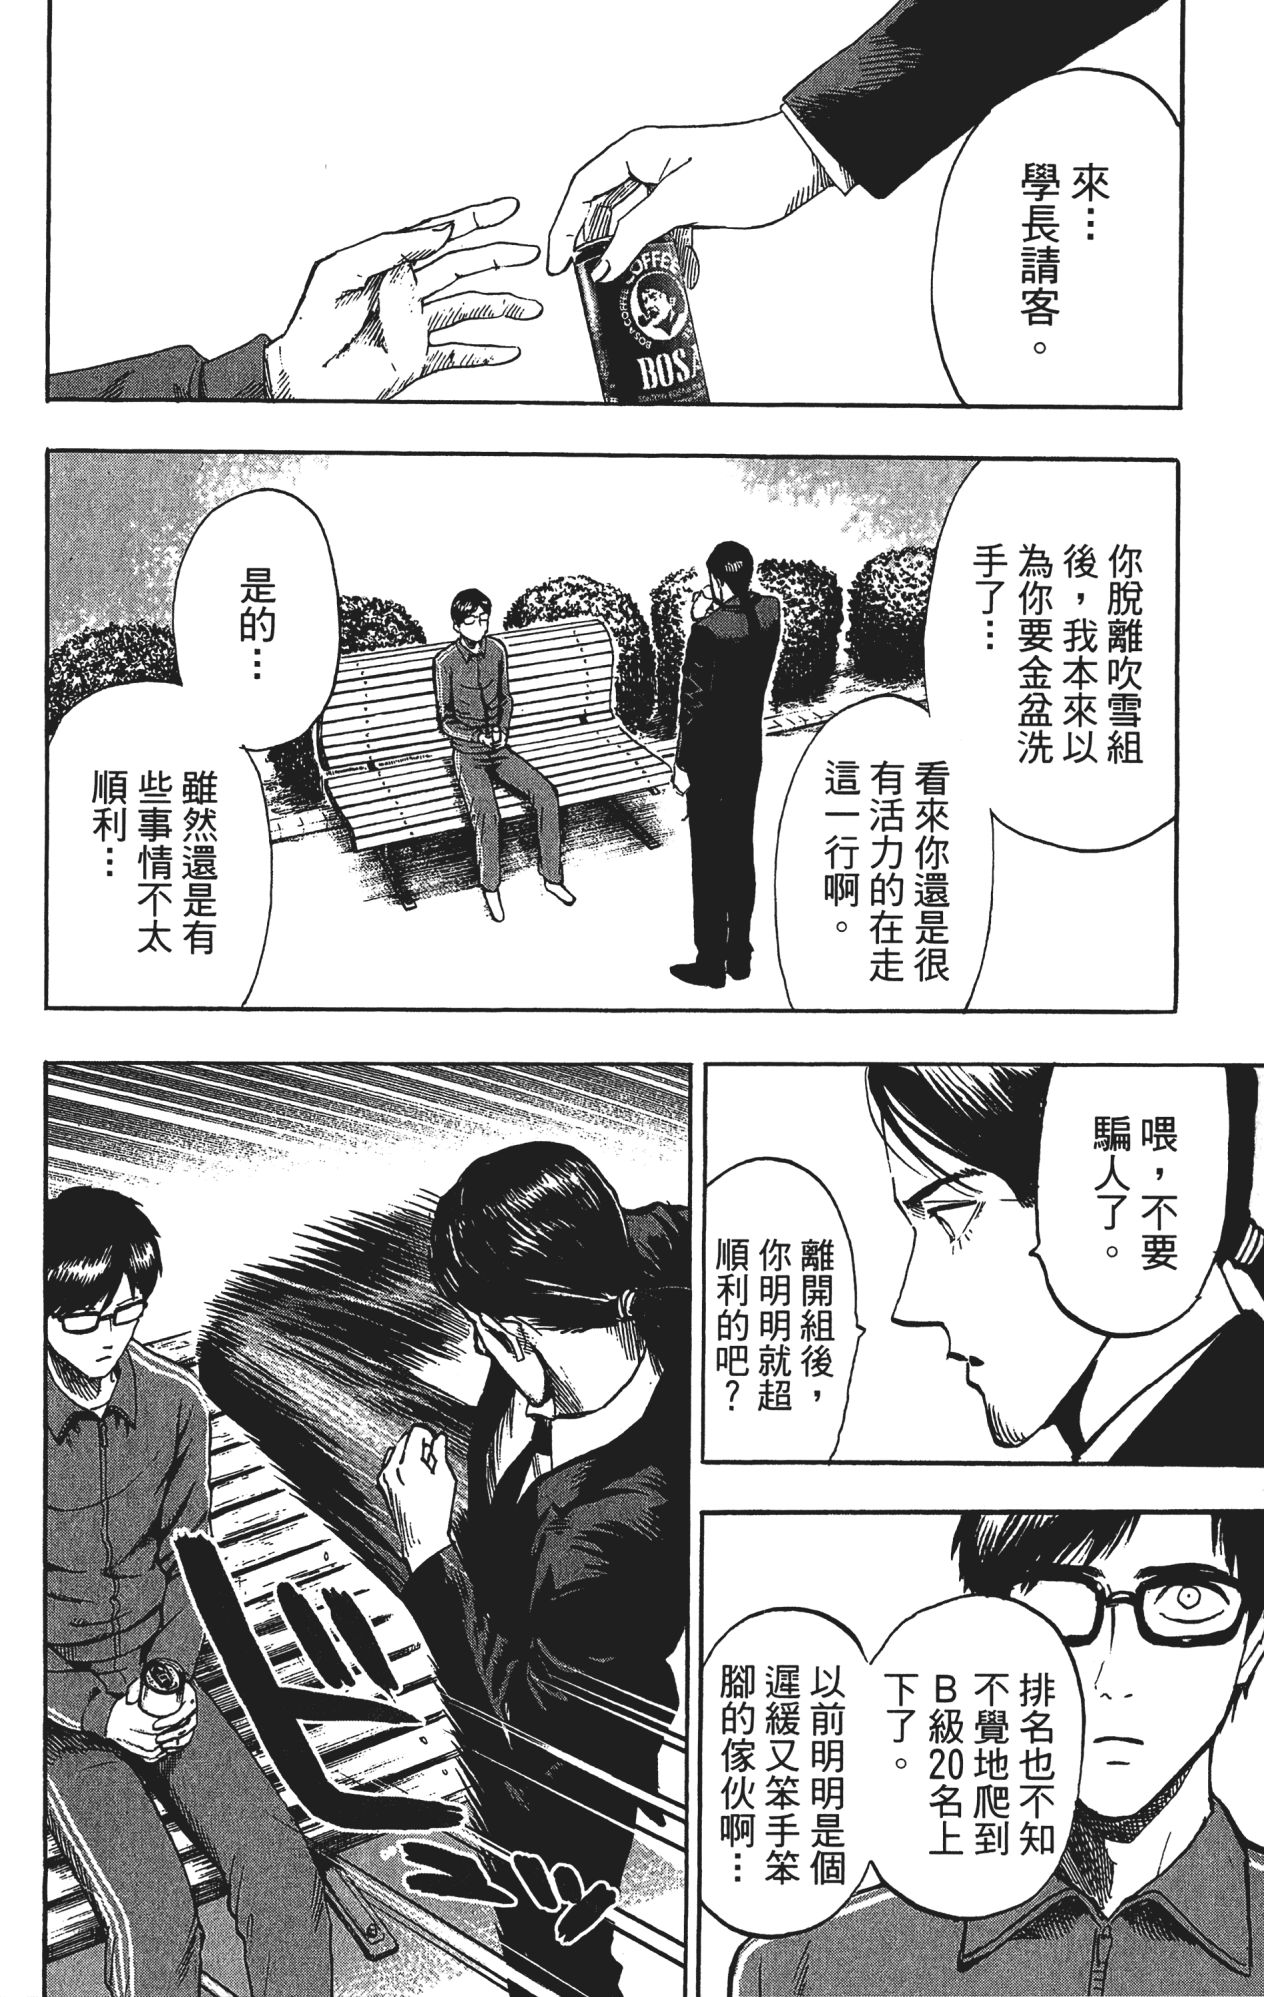 來…
學長請客。
COFFEE
BOSA COFFEE
BOSA
你脫離吹雪組
後，我本來以
為你要金盆洗
手了…
看來你還是很
有活力的在走
這一行啊。
是的…
雖然還是有
些事情不太
順利…
喂，不要
騙人了。
離開組後，
你明明就超
順利的吧？
排名也不知
不覺地爬到
B級20名上
下了。
以前明明是個
遲緩又笨手笨
腳的傢伙啊…